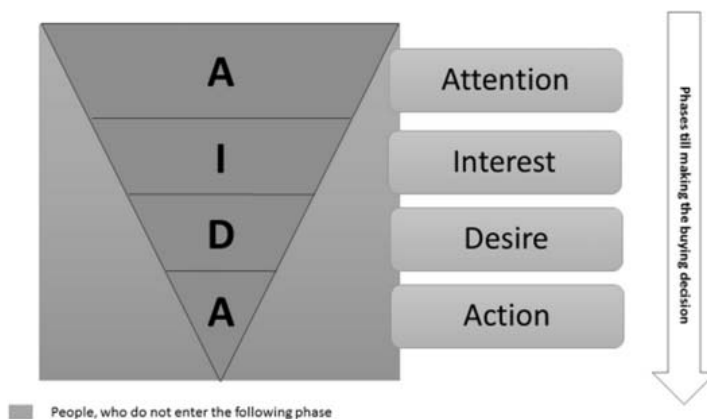 A
Attention
I
Interest
D
Desire
A
Action
Phases till making the buying decision
People, who do not enter the following phase